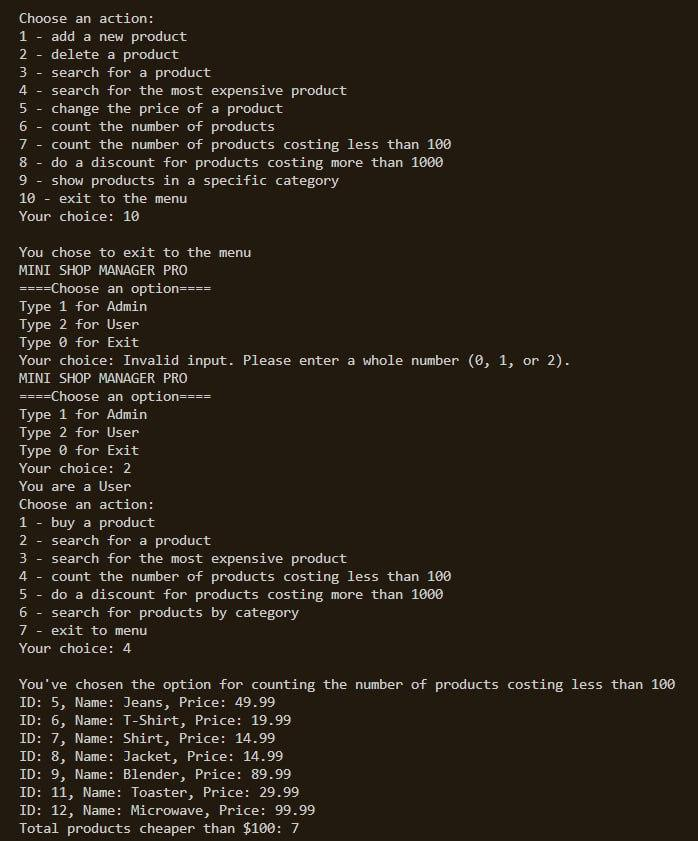 Choose an action:
1 - add a new product
2 - delete a product
3 - search for a product
4 - search for the most expensive product
5 - change the price of a product
6 - count the number of products
7 - count the number of products costing less than 100
8 - do a discount for products costing more than 1000
9 - show products in a specific category
10 - exit to the menu
Your choice: 10
You chose to exit to the menu
MINI SHOP MANAGER PRO
====Choose an option====
Type 1 for Admin
Type 2 for User
Type 0 for Exit
Your choice: Invalid input. Please enter a whole number (0, 1, or 2).
MINI SHOP MANAGER PRO
====Choose an option====
Type 1 for Admin
Type 2 for User
Type 0 for Exit
Your choice: 2
You are a User
Choose an action:
1 - buy a product
2 - search for a product
3 - search for the most expensive product
4 - count the number of products costing less than 100
5 - do a discount for products costing more than 1000
6 - search for products by category
7 - exit to menu
Your choice: 4
You've chosen the option for counting the number of products costing less than 100
ID: 5, Name: Jeans, Price: 49.99
ID: 6, Name: T-Shirt, Price: 19.99
ID: 7, Name: Shirt, Price: 14.99
ID: 8, Name: Jacket, Price: 14.99
ID: 9, Name: Blender, Price: 89.99
ID: 11, Name: Toaster, Price: 29.99
ID: 12, Name: Microwave, Price: 99.99
Total products cheaper than $100: 7